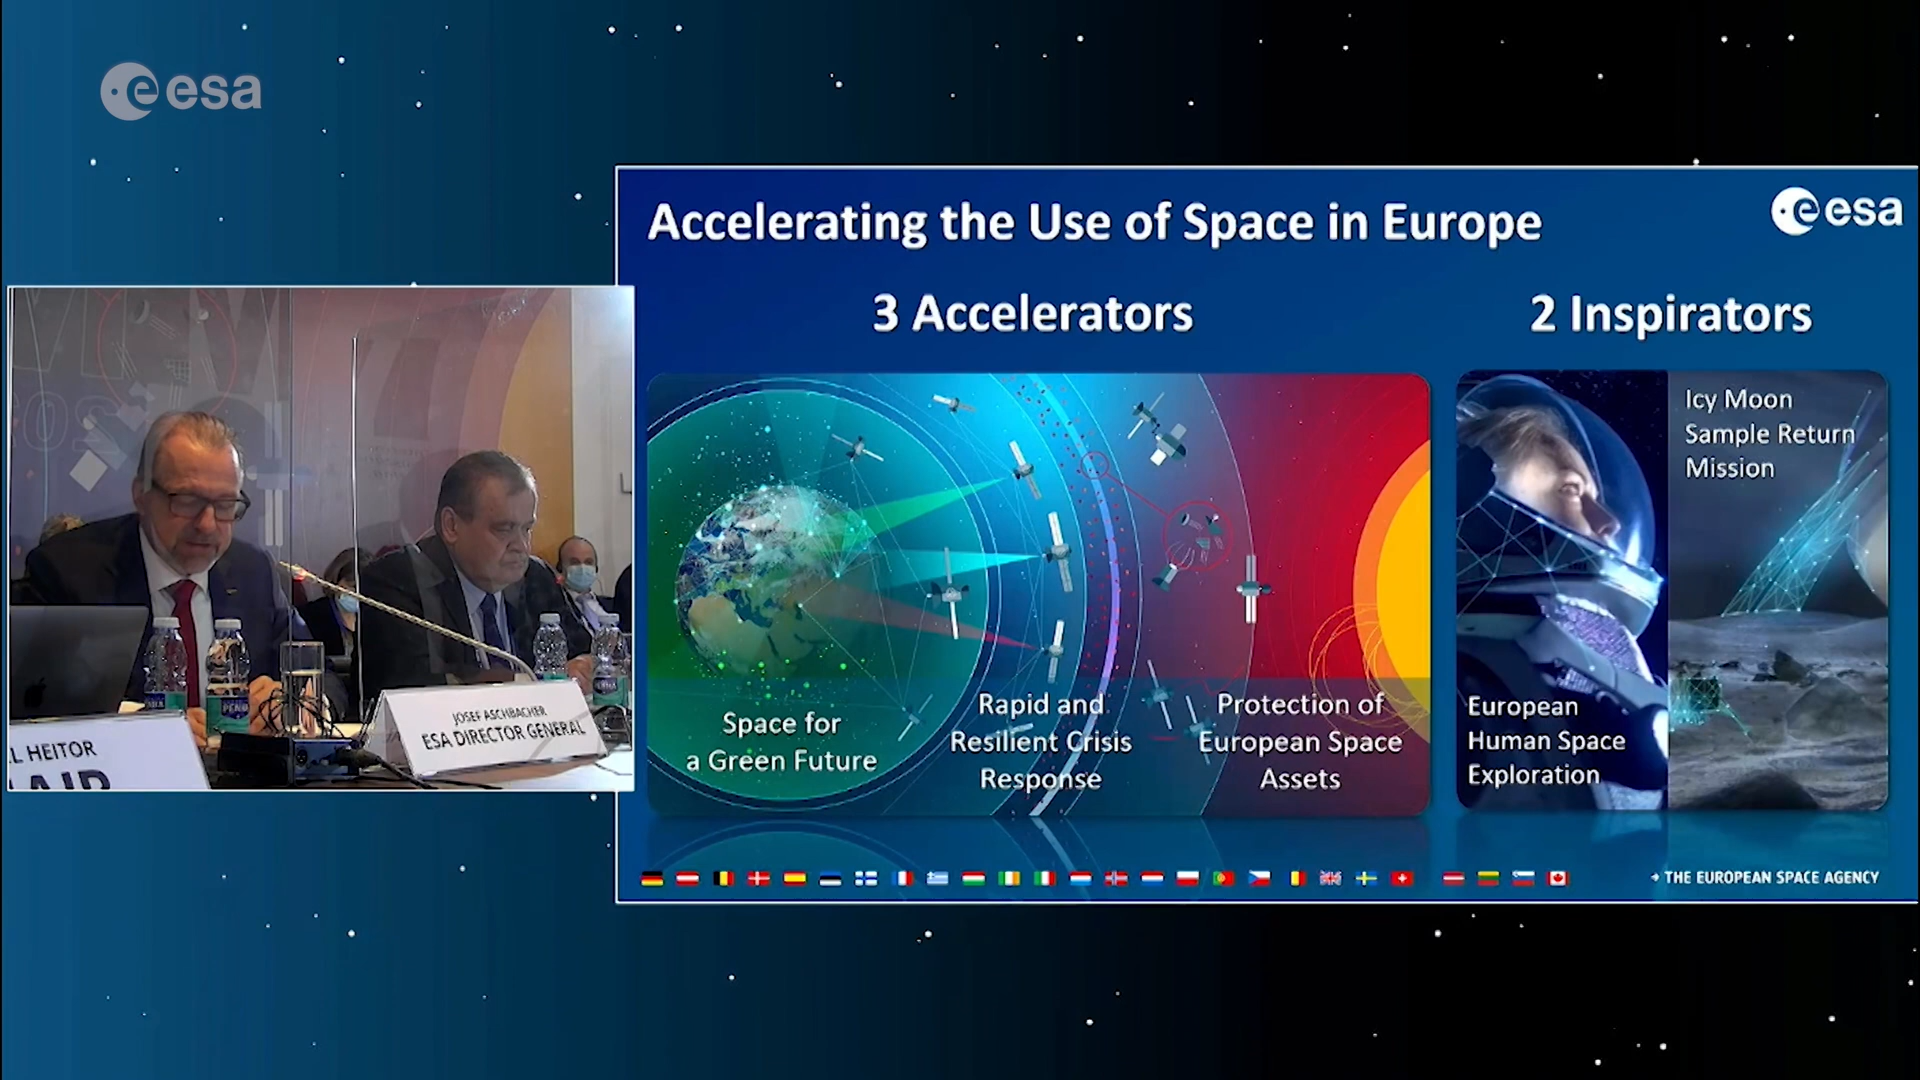 esa
Accelerating the Use of Space in Europe
esa
3 Accelerators
2 Inspirators
Space for
a Green Future
Rapid and
Resilient Crisis
Response
Protection of
European Space
Assets
European
Human Space
Exploration
Icy Moon
Sample Return
Mission
THE EUROPEAN SPACE AGENCY
JOSEF ASCHBACHER
ESA DIRECTOR GENERAL
L HEITOR